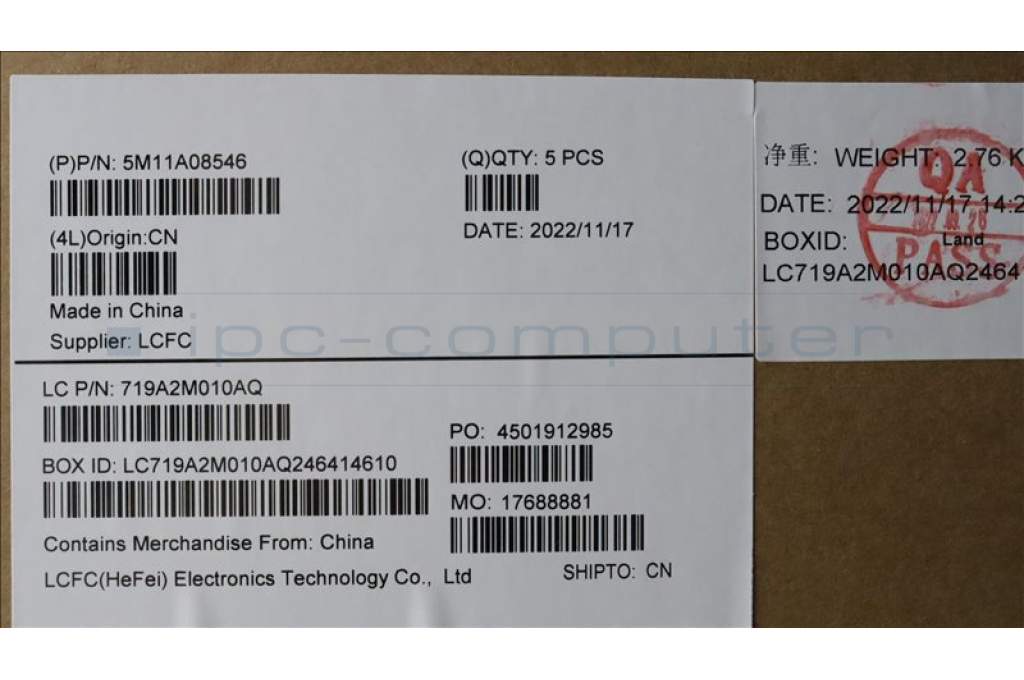 (P)P/N: 5M11A08546
(Q)QTY: 5 PCS
(4L)Origin:CN
DATE: 2022/11/17
Made in China
Supplier: LCFC
LC P/N: 719A2M010AQ
PO: 4501912985
BOX ID: LC719A2M010AQ246414610
MO: 17688881
Contains Merchandise From: China
LCFC(HeFei) Electronics Technology Co., Ltd
SHIPTO: CN
净重: WEIGHT: 2.76 K
DATE: 2022/11/17 14:2
BOXID: Land
LC719A2M010AQ2464
QA
PASS
ipc-computer